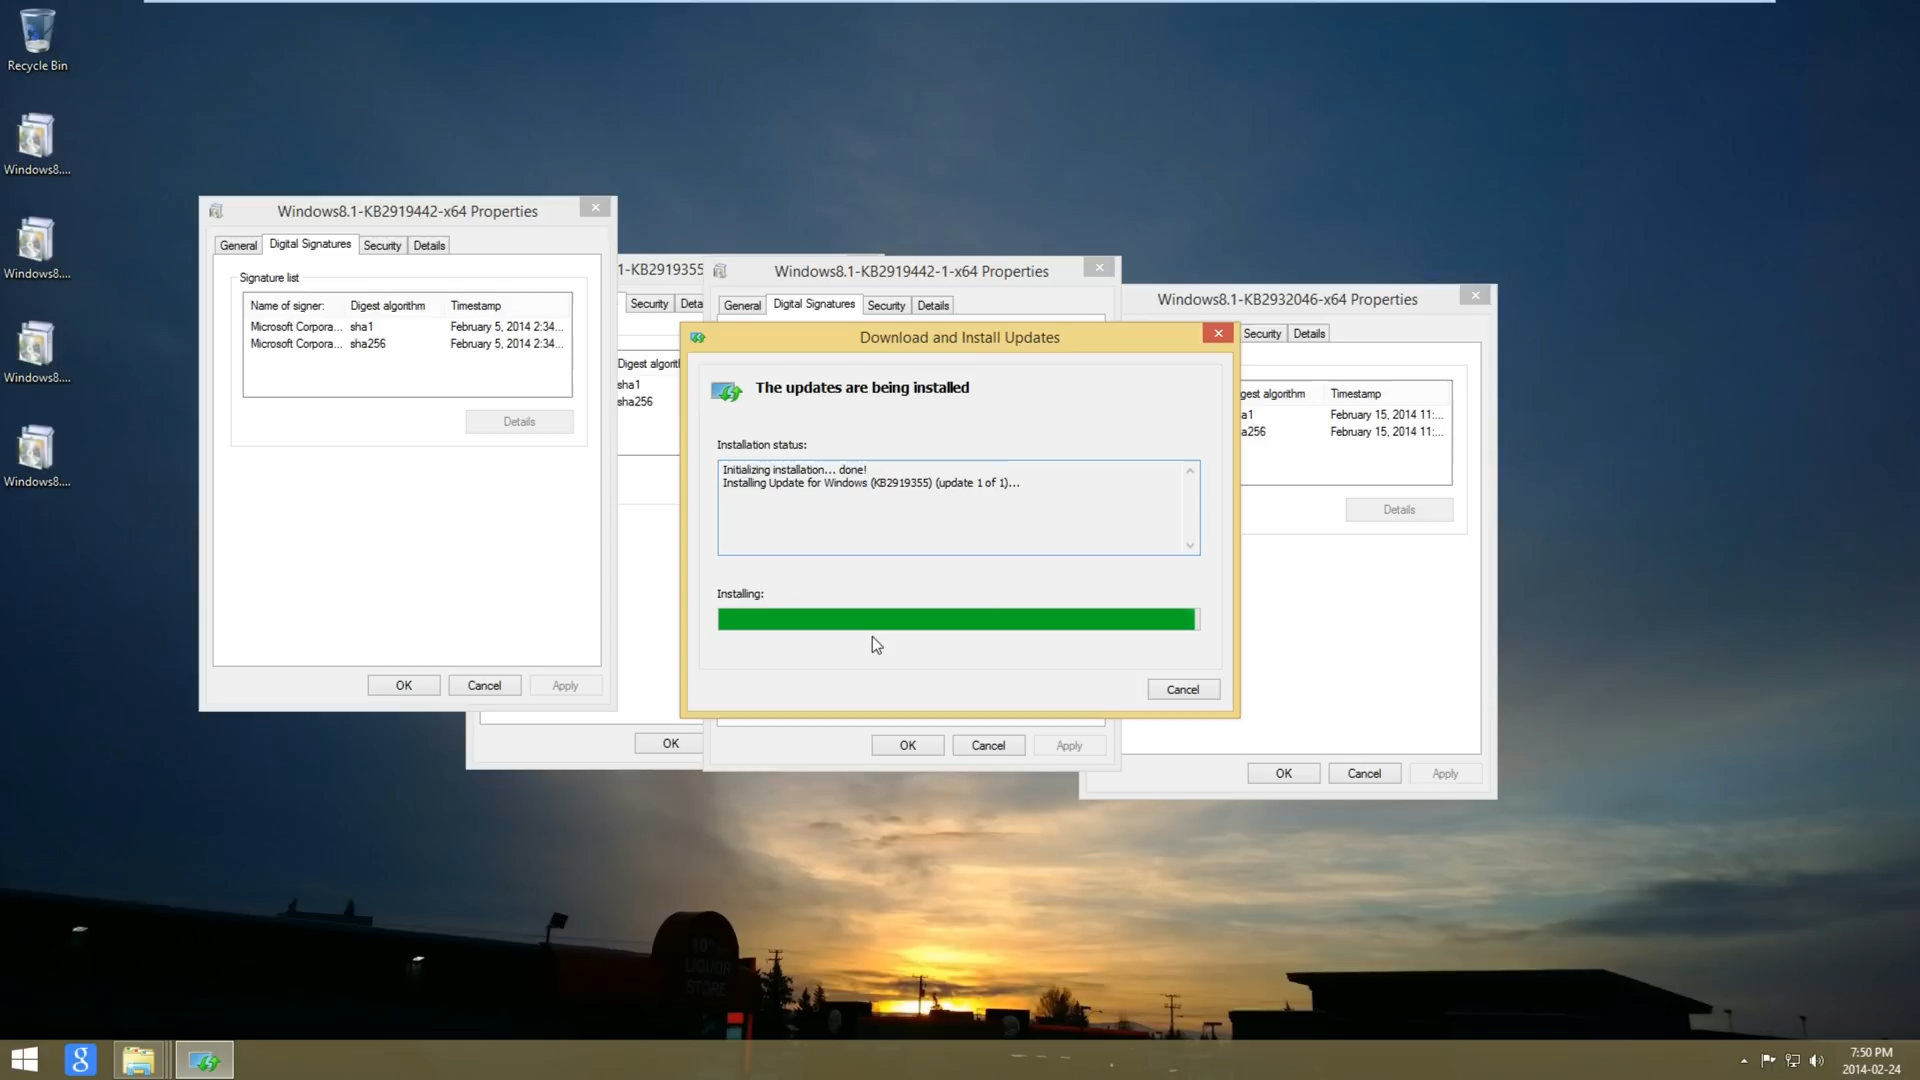 Recycle Bin
Windows8....
Windows8....
Windows8....
Windows8....
Windows8.1-KB2919442-x64 Properties
General
Digital Signatures
Security
Details
Signature list
Name of signer: Digest algorithm Timestamp
Microsoft Corpora... sha1 February 5, 2014 2:34...
Microsoft Corpora... sha256 February 5, 2014 2:34...
Details
OK
Cancel
Apply
1-KB2919355
Security
Deta
Digest algorith
sha1
sha256
OK
Windows8.1-KB2919442-1-x64 Properties
General
Digital Signatures
Security
Details
OK
Cancel
Apply
Download and Install Updates
The updates are being installed
Installation status:
Initializing installation... done!
Installing Update for Windows (KB2919355) (update 1 of 1)...
Installing:
Cancel
Windows8.1-KB2932046-x64 Properties
Security
Details
gest algorithm Timestamp
a1 February 15, 2014 11:...
a256 February 15, 2014 11:...
Details
OK
Cancel
Apply
LIQUOR
STORE
g
7:50 PM
2014-02-24